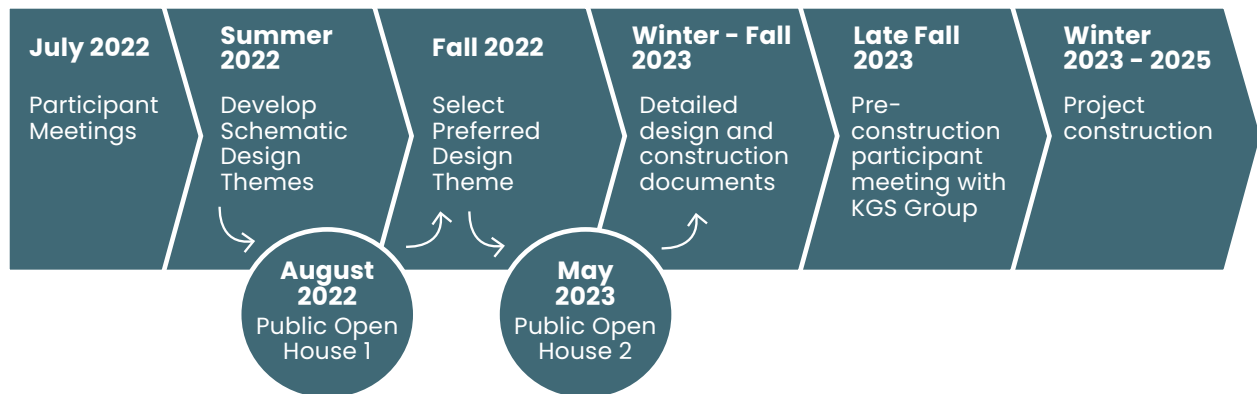 July 2022
Participant
Meetings
Summer
2022
Develop
Schematic
Design
Themes
August
2022
Public Open
House 1
Fall 2022
Select
Preferred
Design
Theme
May
2023
Public Open
House 2
Winter - Fall
2023
Detailed
design and
construction
documents
Late Fall
2023
Pre-
construction
participant
meeting with
KGS Group
Winter
2023 - 2025
Project
construction